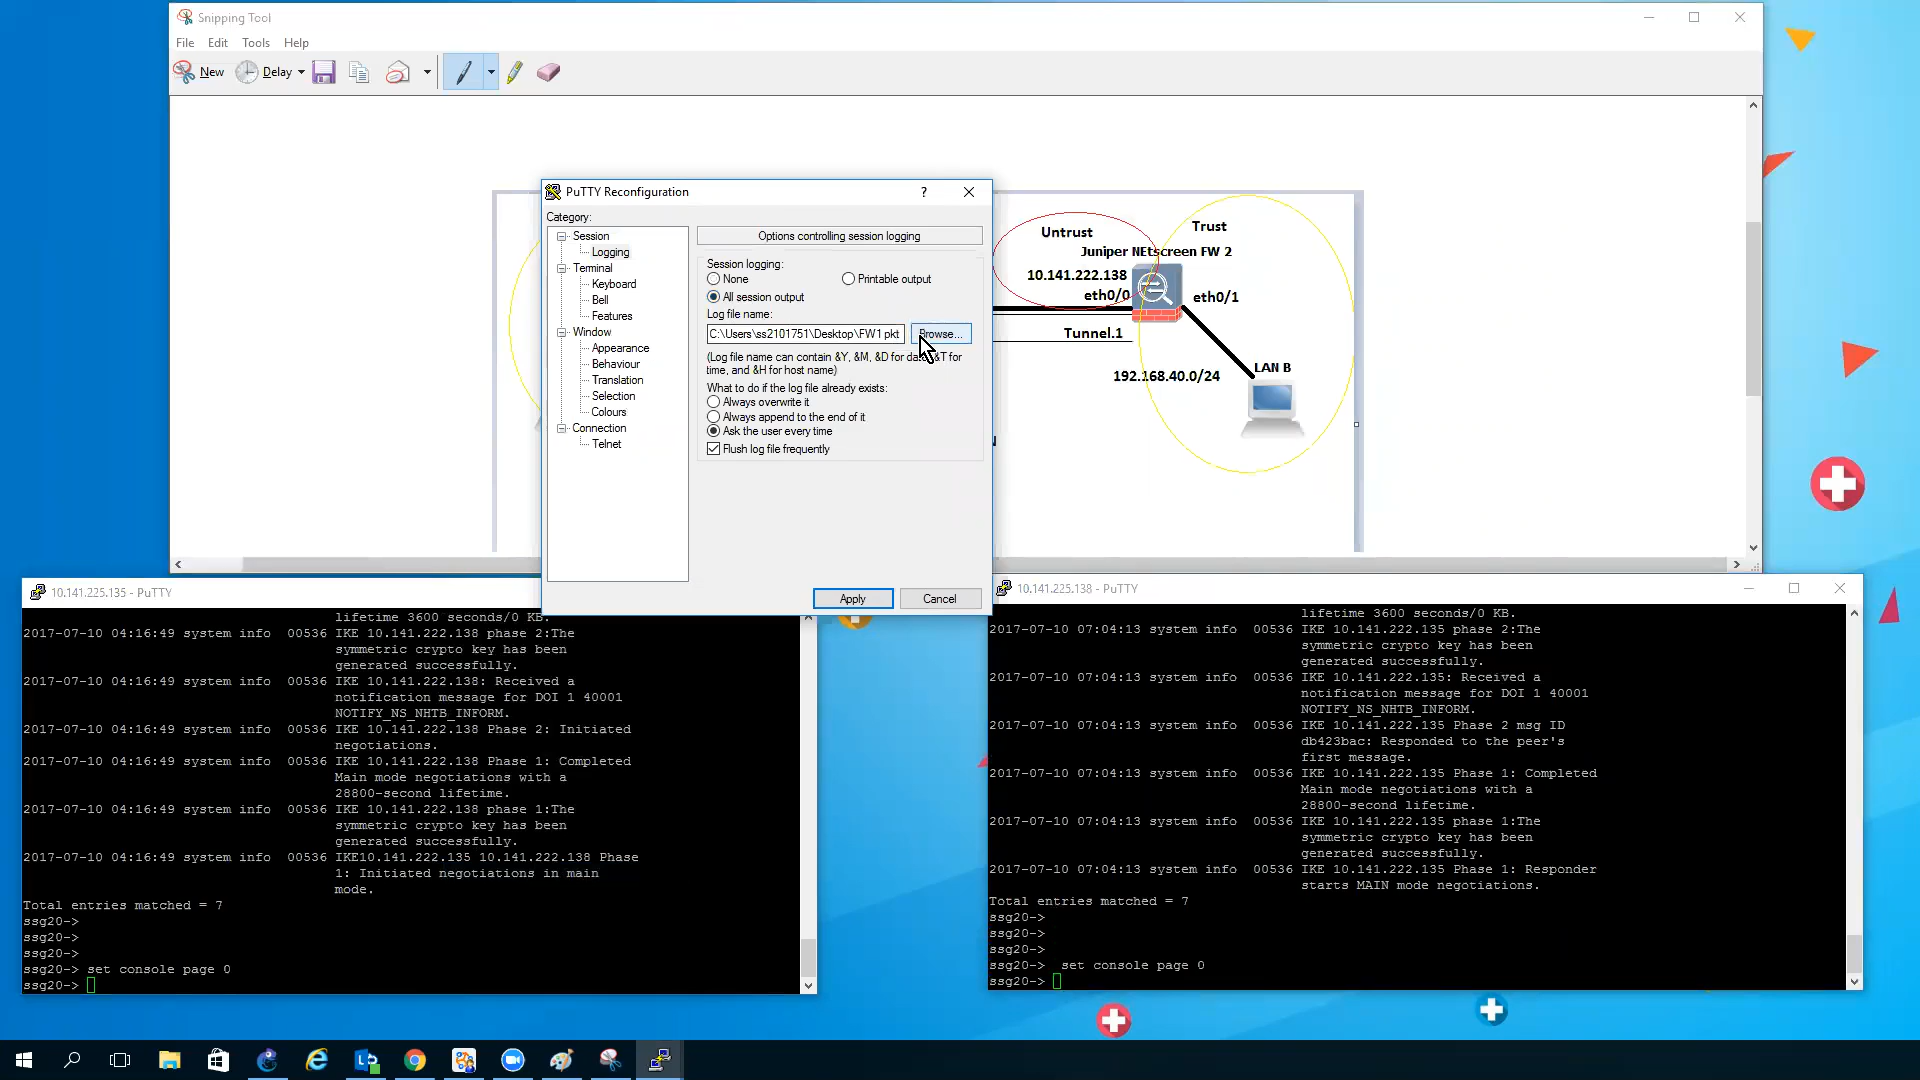 Snipping Tool
File Edit Tools Help
New Delay
PuTTY Reconfiguration
?
Category:
Session
Logging
Terminal
Keyboard
Bell
Features
Window
Appearance
Behaviour
Translation
Selection
Colours
Connection
Telnet
Options controlling session logging
Session logging:
None Printable output
All session output
Log file name:
C:\Users\ss2101751\Desktop\FW1 pkt Browse...
(Log file name can contain &Y, &M, &D for date, &T for
time, and &H for host name)
What to do if the log file already exists:
Always overwrite it
Always append to the end of it
Ask the user every time
Flush log file frequently
Apply Cancel
Untrust
Trust
Juniper NEtscreen FW 2
10.141.222.138
eth0/0
eth0/1
Tunnel.1
192.168.40.0/24
LAN B
10.141.225.135 - PuTTY
lifetime 3600 seconds/0 KB.
2017-07-10 04:16:49 system info 00536 IKE 10.141.222.138 phase 2:The
symmetric crypto key has been
generated successfully.
2017-07-10 04:16:49 system info 00536 IKE 10.141.222.138: Received a
notification message for DOI 1 40001
NOTIFY_NS_NHTB_INFORM.
2017-07-10 04:16:49 system info 00536 IKE 10.141.222.138 Phase 2: Initiated
negotiations.
2017-07-10 04:16:49 system info 00536 IKE 10.141.222.138 Phase 1: Completed
Main mode negotiations with a
28800-second lifetime.
2017-07-10 04:16:49 system info 00536 IKE 10.141.222.138 phase 1:The
symmetric crypto key has been
generated successfully.
2017-07-10 04:16:49 system info 00536 IKE10.141.222.135 10.141.222.138 Phase
1: Initiated negotiations in main
mode.
Total entries matched = 7
ssg20->
ssg20->
ssg20->
ssg20-> set console page 0
ssg20->
10.141.225.138 - PuTTY
lifetime 3600 seconds/0 KB.
2017-07-10 07:04:13 system info 00536 IKE 10.141.222.135 phase 2:The
symmetric crypto key has been
generated successfully.
2017-07-10 07:04:13 system info 00536 IKE 10.141.222.135: Received a
notification message for DOI 1 40001
NOTIFY_NS_NHTB_INFORM.
2017-07-10 07:04:13 system info 00536 IKE 10.141.222.135 Phase 2 msg ID
db423bac: Responded to the peer's
first message.
2017-07-10 07:04:13 system info 00536 IKE 10.141.222.135 Phase 1: Completed
Main mode negotiations with a
28800-second lifetime.
2017-07-10 07:04:13 system info 00536 IKE 10.141.222.135 phase 1:The
symmetric crypto key has been
generated successfully.
2017-07-10 07:04:13 system info 00536 IKE 10.141.222.135 Phase 1: Responder
starts MAIN mode negotiations.
Total entries matched = 7
ssg20->
ssg20->
ssg20->
ssg20-> set console page 0
ssg20->